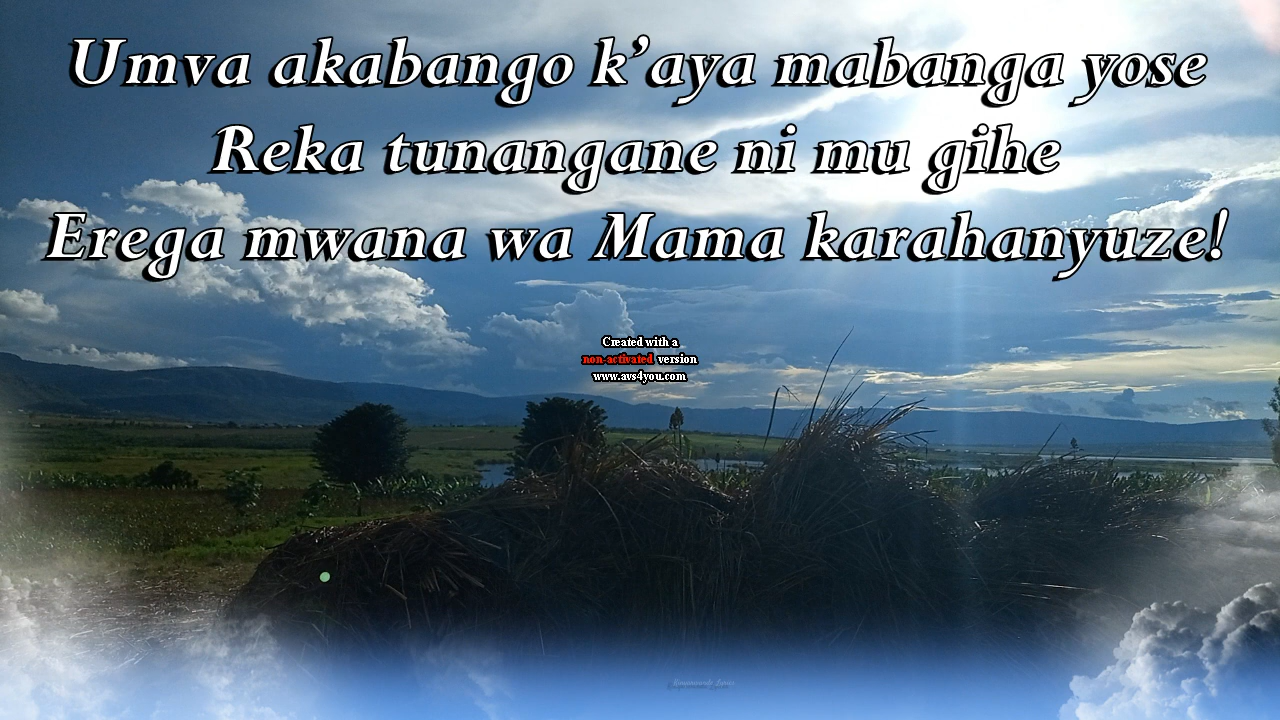 Umva akabango k’aya mabanga yose
Reka tunangane ni mu gihe
Erega mwana wa Mama karahanyuze!
Created with a
non-activated version
www.avs4you.com